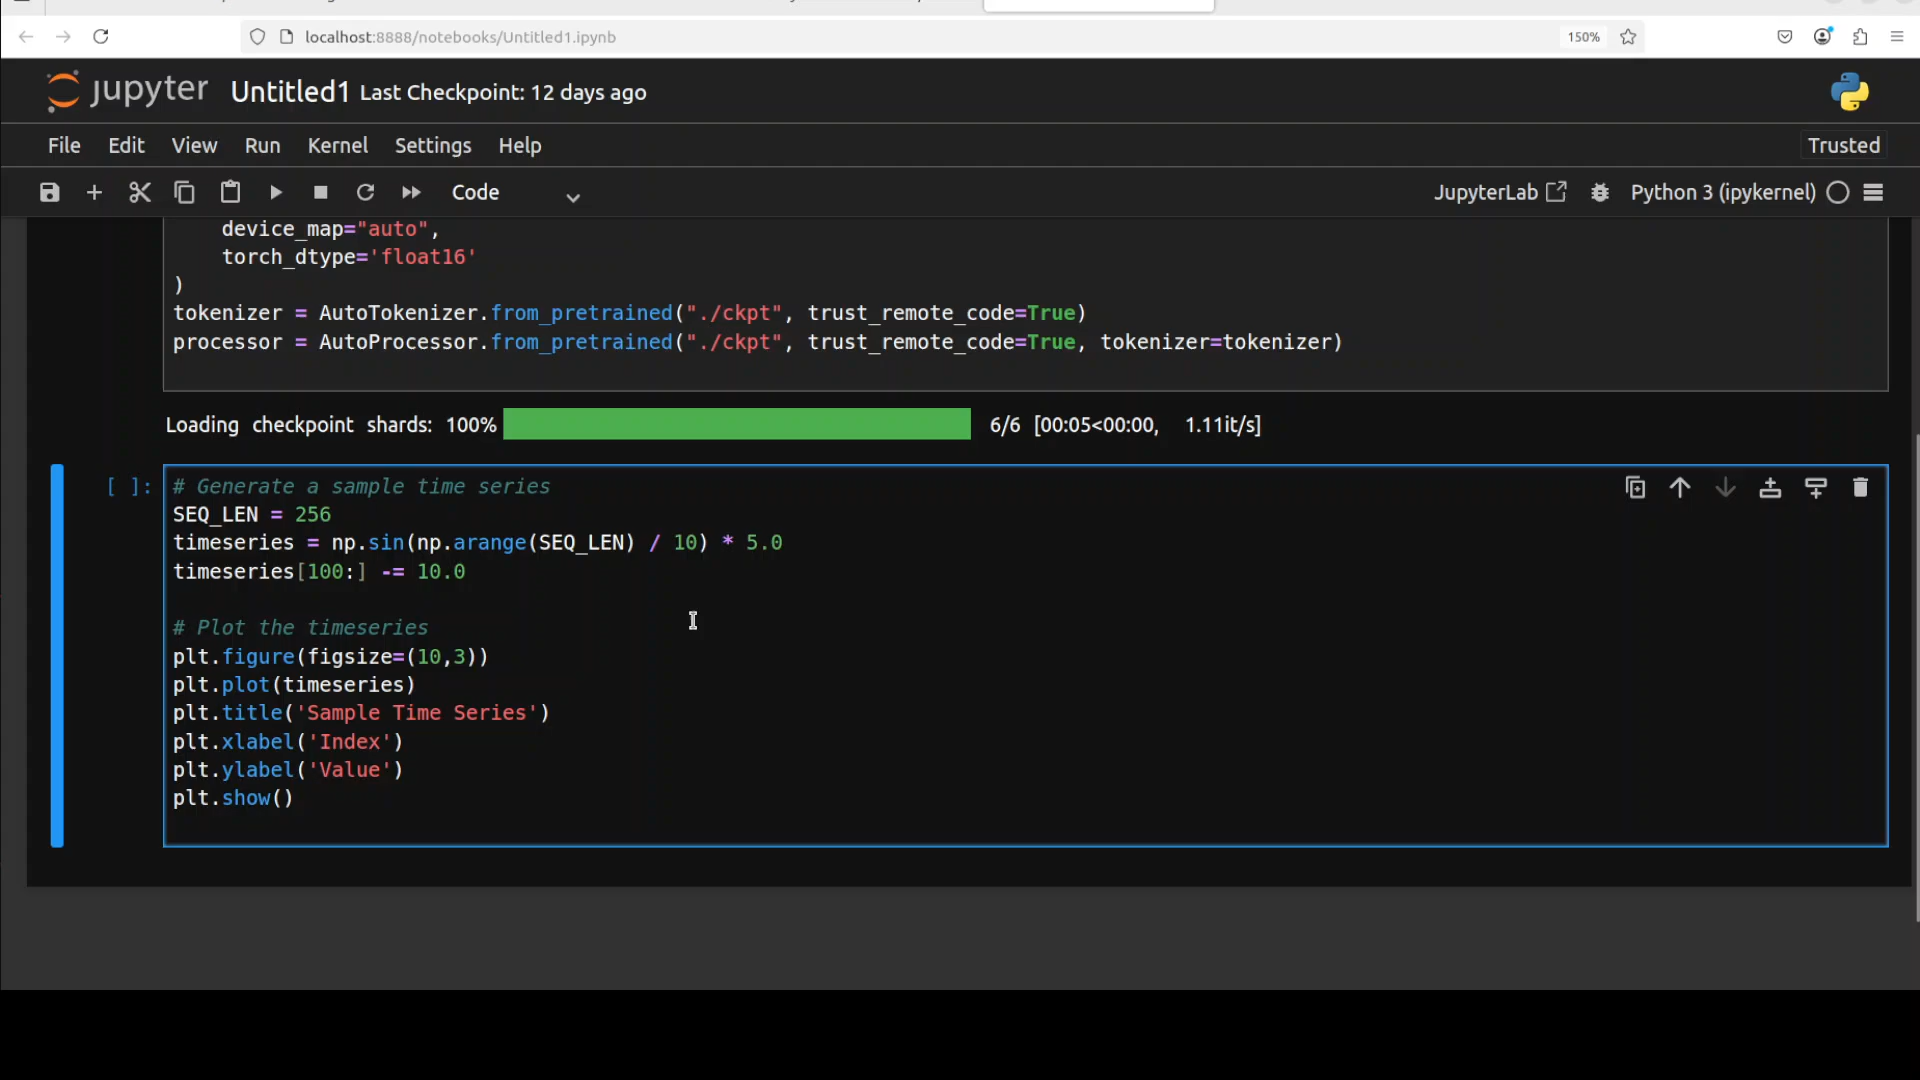 localhost:8888/notebooks/Untitled1.ipynb
150%
jupyter Untitled1 Last Checkpoint: 12 days ago
File Edit View Run Kernel Settings Help
Trusted
Code
JupyterLab
Python 3 (ipykernel)
device_map="auto",
torch_dtype='float16'
)
tokenizer = AutoTokenizer.from_pretrained("./ckpt", trust_remote_code=True)
processor = AutoProcessor.from_pretrained("./ckpt", trust_remote_code=True, tokenizer=tokenizer)
Loading checkpoint shards: 100% 6/6 [00:05<00:00, 1.11it/s]
[ ]:
# Generate a sample time series
SEQ_LEN = 256
timeseries = np.sin(np.arange(SEQ_LEN) / 10) * 5.0
timeseries[100:] -= 10.0
# Plot the timeseries
plt.figure(figsize=(10,3))
plt.plot(timeseries)
plt.title('Sample Time Series')
plt.xlabel('Index')
plt.ylabel('Value')
plt.show()